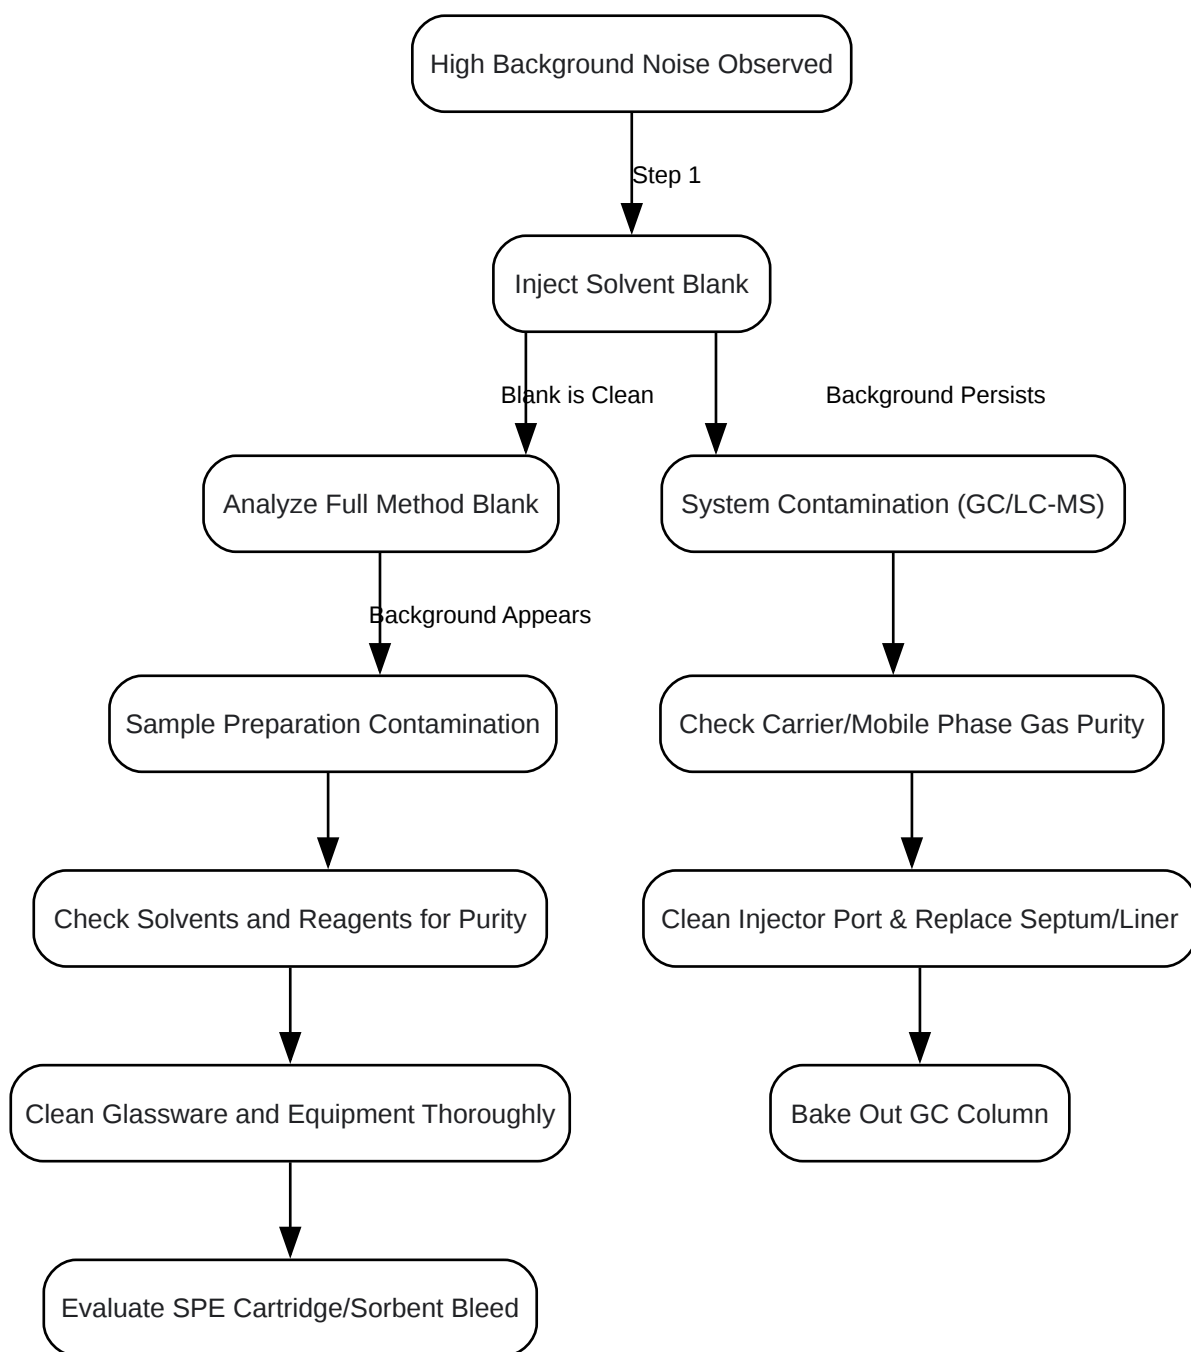 High Background Noise Observed
Step 1
Inject Solvent Blank
Blank is Clean
Background Persists
Analyze Full Method Blank
System Contamination (GC/LC-MS)
Background Appears
Sample Preparation Contamination
Check Carrier/Mobile Phase Gas Purity
Check Solvents and Reagents for Purity
Clean Injector Port & Replace Septum/Liner
Clean Glassware and Equipment Thoroughly
Bake Out GC Column
Evaluate SPE Cartridge/Sorbent Bleed